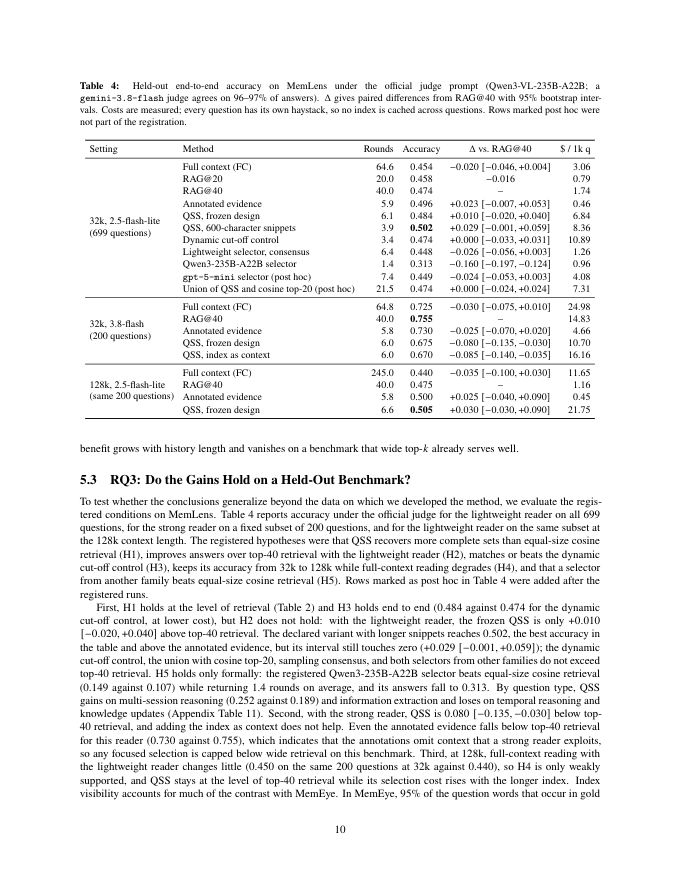 Table 4: Held-out end-to-end accuracy on MemLens under the official judge prompt (Qwen3-VL-235B-A22B; a
gemini-3.8-flash judge agrees on 96–97% of answers). Δ gives paired differences from RAG@40 with 95% bootstrap inter-
vals. Costs are measured; every question has its own haystack, so no index is cached across questions. Rows marked post hoc were
not part of the registration.
Setting Method Rounds Accuracy Δ vs. RAG@40 $ / 1k q
32k, 2.5-flash-lite
(699 questions)
Full context (FC) 64.6 0.454 −0.020 [−0.046, +0.004] 3.06
RAG@20 20.0 0.458 −0.016 0.79
RAG@40 40.0 0.474 – 1.74
Annotated evidence 5.9 0.496 +0.023 [−0.007, +0.053] 0.46
QSS, frozen design 6.1 0.484 +0.010 [−0.020, +0.040] 6.84
QSS, 600-character snippets 3.9 0.502 +0.029 [−0.001, +0.059] 8.36
Dynamic cut-off control 3.4 0.474 +0.000 [−0.033, +0.031] 10.89
Lightweight selector, consensus 6.4 0.448 −0.026 [−0.056, +0.003] 1.26
Qwen3-235B-A22B selector 1.4 0.313 −0.160 [−0.197, −0.124] 0.96
gpt-5-mini selector (post hoc) 7.4 0.449 −0.024 [−0.053, +0.003] 4.08
Union of QSS and cosine top-20 (post hoc) 21.5 0.474 +0.000 [−0.024, +0.024] 7.31
32k, 3.8-flash
(200 questions)
Full context (FC) 64.8 0.725 −0.030 [−0.075, +0.010] 24.98
RAG@40 40.0 0.755 – 14.83
Annotated evidence 5.8 0.730 −0.025 [−0.070, +0.020] 4.66
QSS, frozen design 6.0 0.675 −0.080 [−0.135, −0.030] 10.70
QSS, index as context 6.0 0.670 −0.085 [−0.140, −0.035] 16.16
128k, 2.5-flash-lite
(same 200 questions)
Full context (FC) 245.0 0.440 −0.035 [−0.100, +0.030] 11.65
RAG@40 40.0 0.475 – 1.16
Annotated evidence 5.8 0.500 +0.025 [−0.040, +0.090] 0.45
QSS, frozen design 6.6 0.505 +0.030 [−0.030, +0.090] 21.75
benefit grows with history length and vanishes on a benchmark that wide top-k already serves well.
5.3 RQ3: Do the Gains Hold on a Held-Out Benchmark?
To test whether the conclusions generalize beyond the data on which we developed the method, we evaluate the regis-
tered conditions on MemLens. Table 4 reports accuracy under the official judge for the lightweight reader on all 699
questions, for the strong reader on a fixed subset of 200 questions, and for the lightweight reader on the same subset at
the 128k context length. The registered hypotheses were that QSS recovers more complete sets than equal-size cosine
retrieval (H1), improves answers over top-40 retrieval with the lightweight reader (H2), matches or beats the dynamic
cut-off control (H3), keeps its accuracy from 32k to 128k while full-context reading degrades (H4), and that a selector
from another family beats equal-size cosine retrieval (H5). Rows marked as post hoc in Table 4 were added after the
registered runs.
First, H1 holds at the level of retrieval (Table 2) and H3 holds end to end (0.484 against 0.474 for the dynamic
cut-off control, at lower cost), but H2 does not hold: with the lightweight reader, the frozen QSS is only +0.010
[−0.020, +0.040] above top-40 retrieval. The declared variant with longer snippets reaches 0.502, the best accuracy in
the table and above the annotated evidence, but its interval still touches zero (+0.029 [−0.001, +0.059]); the dynamic
cut-off control, the union with cosine top-20, sampling consensus, and both selectors from other families do not exceed
top-40 retrieval. H5 holds only formally: the registered Qwen3-235B-A22B selector beats equal-size cosine retrieval
(0.149 against 0.107) while returning 1.4 rounds on average, and its answers fall to 0.313. By question type, QSS
gains on multi-session reasoning (0.252 against 0.189) and information extraction and loses on temporal reasoning and
knowledge updates (Appendix Table 11). Second, with the strong reader, QSS is 0.080 [−0.135, −0.030] below top-
40 retrieval, and adding the index as context does not help. Even the annotated evidence falls below top-40 retrieval
for this reader (0.730 against 0.755), which indicates that the annotations omit context that a strong reader exploits,
so any focused selection is capped below wide retrieval on this benchmark. Third, at 128k, full-context reading with
the lightweight reader changes little (0.450 on the same 200 questions at 32k against 0.440), so H4 is only weakly
supported, and QSS stays at the level of top-40 retrieval while its selection cost rises with the longer index. Index
visibility accounts for much of the contrast with MemEye. In MemEye, 95% of the question words that occur in gold
10